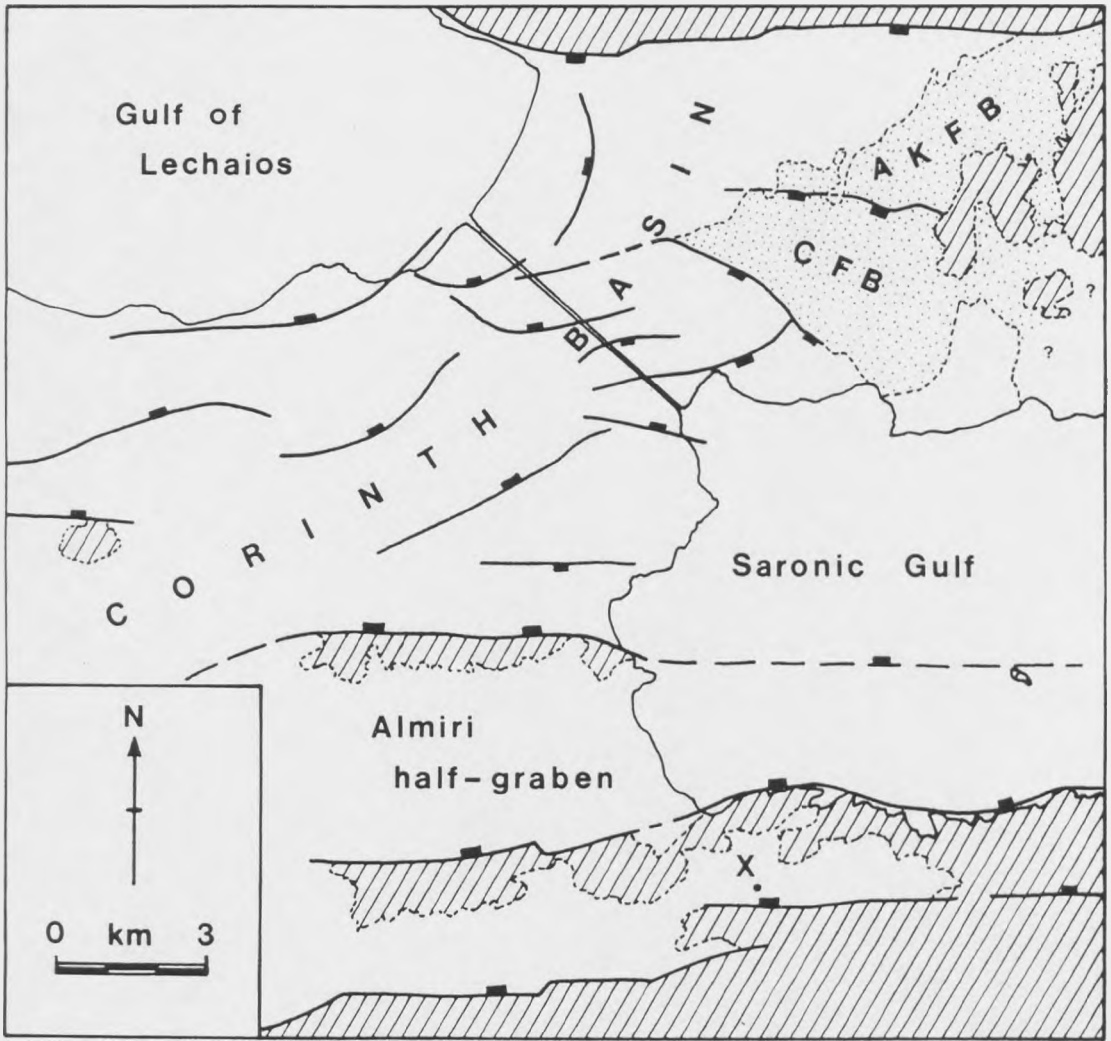 Gulf of
Lechaios
CORINTH BASIN
AKFB
CFB
?
?
Saronic Gulf
Almiri
half-graben
X
N
0 km 3